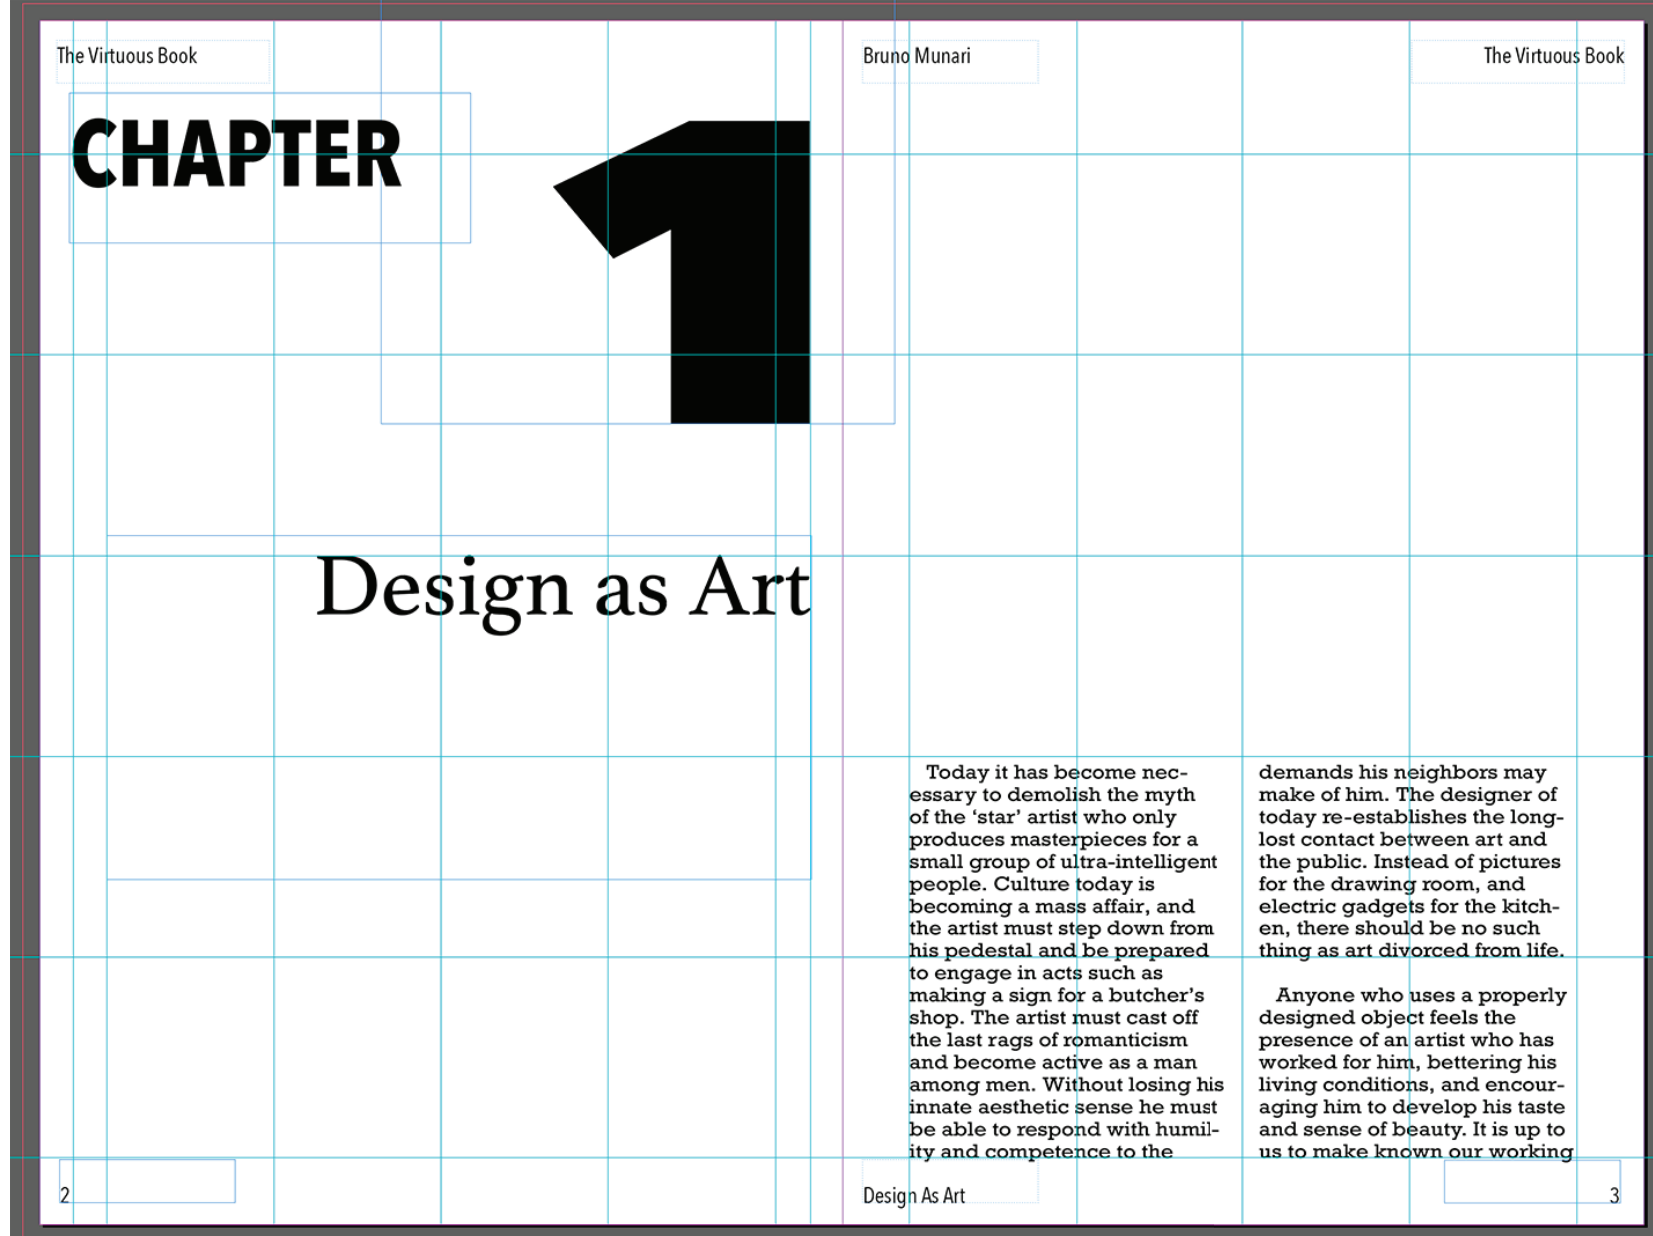 The Virtuous Book
CHAPTER
1
Design as Art
2
Bruno Munari
The Virtuous Book
Today it has become nec-
essary to demolish the myth
of the ‘star’ artist who only
produces masterpieces for a
small group of ultra-intelligent
people. Culture today is
becoming a mass affair, and
the artist must step down from
his pedestal and be prepared
to engage in acts such as
making a sign for a butcher’s
shop. The artist must cast off
the last rags of romanticism
and become active as a man
among men. Without losing his
innate aesthetic sense he must
be able to respond with humil-
ity and competence to the
demands his neighbors may
make of him. The designer of
today re-establishes the long-
lost contact between art and
the public. Instead of pictures
for the drawing room, and
electric gadgets for the kitch-
en, there should be no such
thing as art divorced from life.
Anyone who uses a properly
designed object feels the
presence of an artist who has
worked for him, bettering his
living conditions, and encour-
aging him to develop his taste
and sense of beauty. It is up to
us to make known our working
Design As Art
3